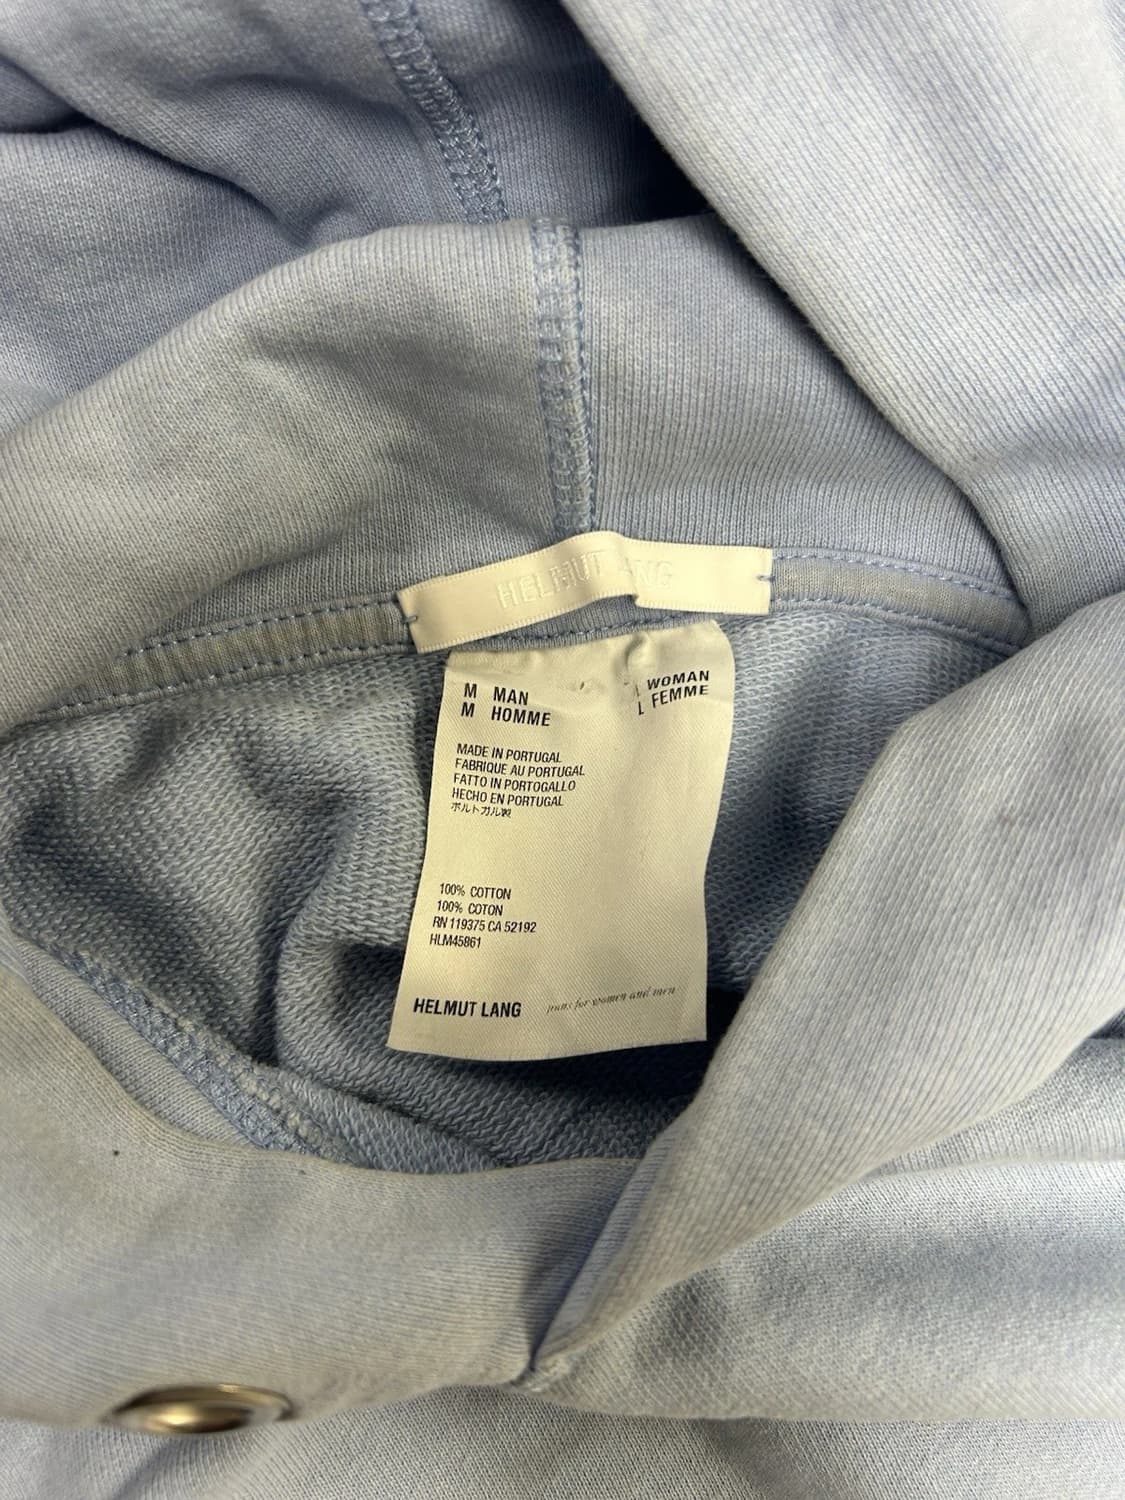 HELMUT LANG
M MAN
M HOMME
L WOMAN
L FEMME
MADE IN PORTUGAL
FABRIQUE AU PORTUGAL
FATTO IN PORTOGALLO
HECHO EN PORTUGAL
ポルトガル製
100% COTTON
100% COTON
RN 119375 CA 52192
HLM45861
HELMUT LANG jeans for women and men